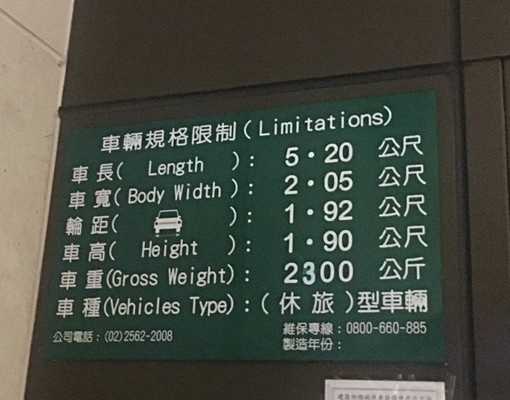 車輛規格限制(Limitations)
車長( Length ): 5·20 公尺
車寬(Body Width): 2·05 公尺
輪距( ): 1·92 公尺
車高( Height ): 1·90 公尺
車重(Gross Weight): 2300 公斤
車種(Vehicles Type):(休旅)型車輛
公司電話:(02)2562-2008
維保專線:0800-660-885
製造年份: